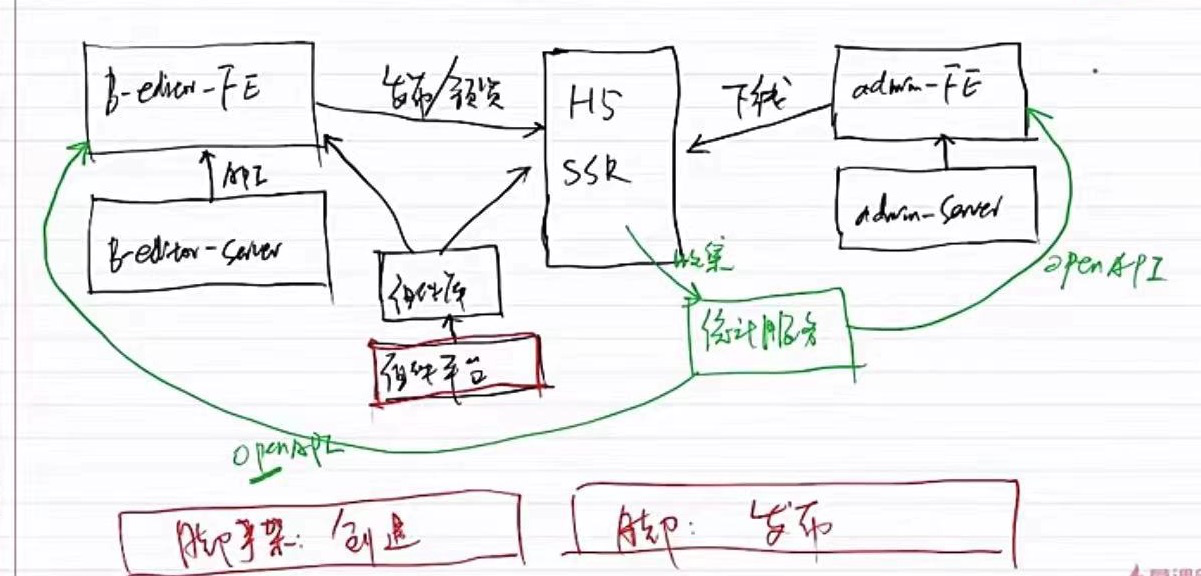 B-editor-FE
发布/预览
H5
SSR
下线
admin-FE
API
B-editor-server
admin-server
组件库
收集
openAPI
统计服务
组件平台
openAPI
脚手架: 创建
脚: 发布